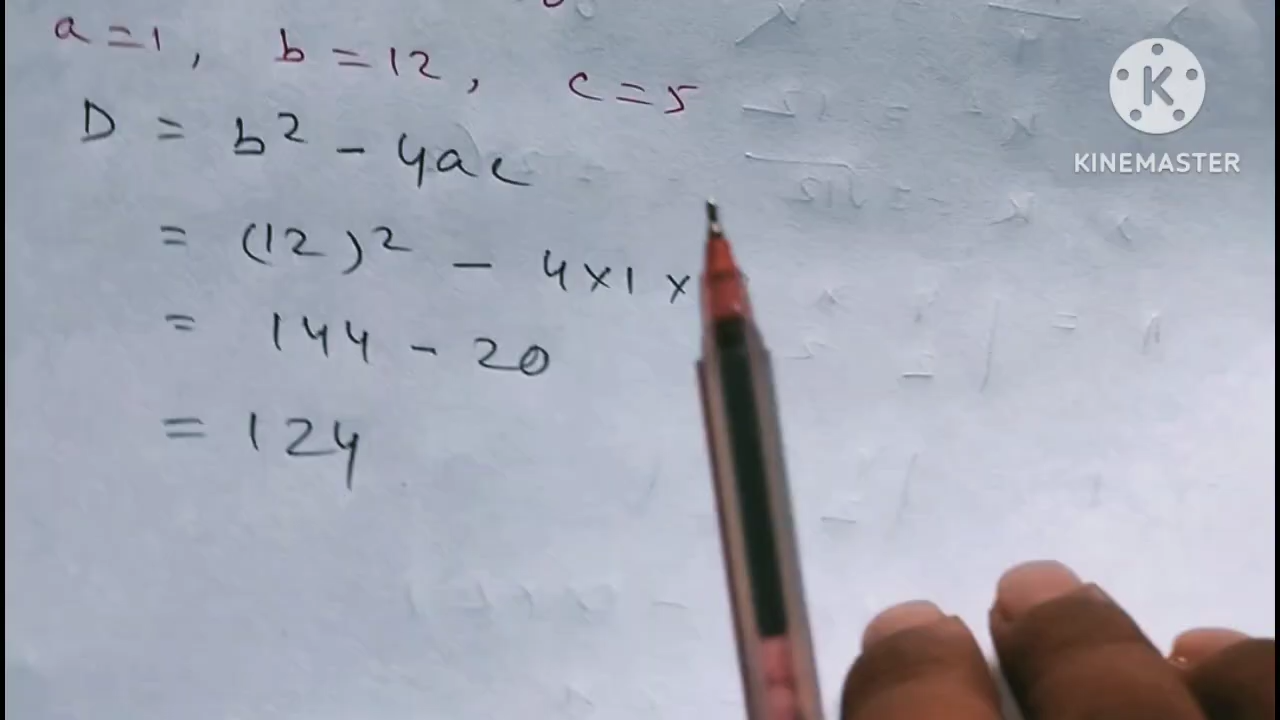 a = 1, b = 12, c = 5
D = b² - 4ac
= (12)² - 4 × 1 ×
= 144 - 20
= 124
K
KINEMASTER